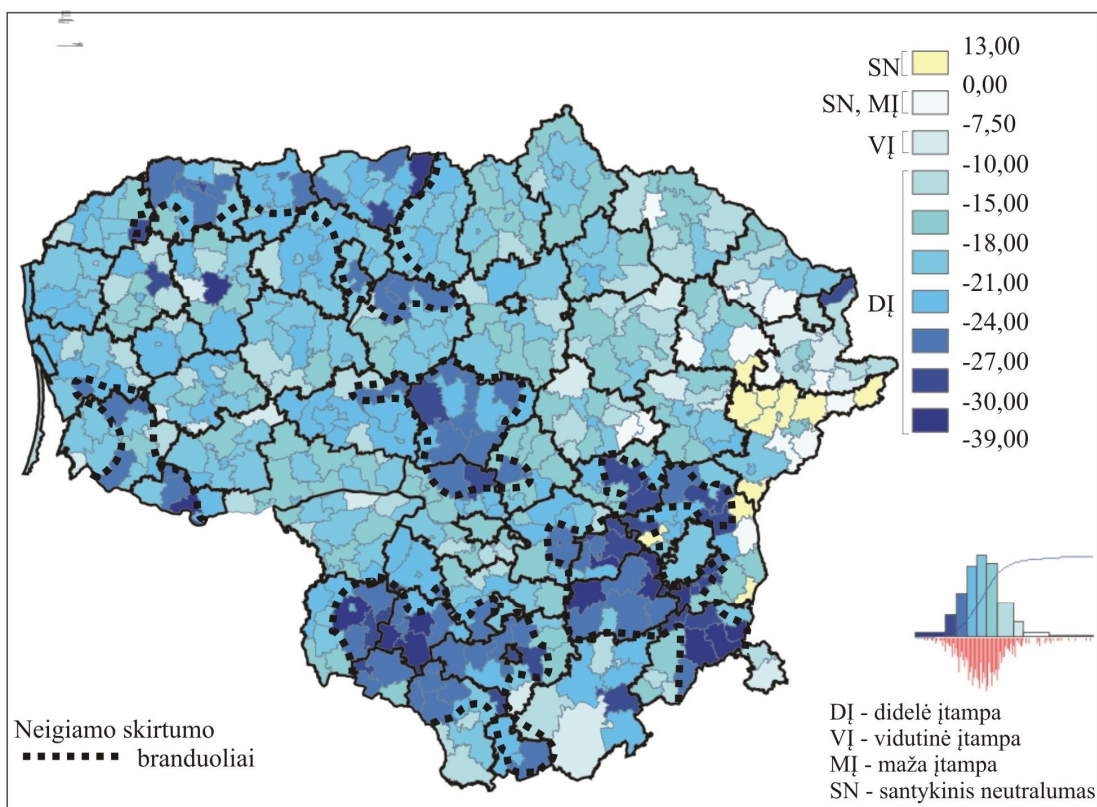 13,00
SN
0,00
SN, MĮ
-7,50
VĮ
-10,00
-15,00
-18,00
-21,00
DĮ
-24,00
-27,00
-30,00
-39,00
Neigiamo skirtumo
branduoliai
DĮ - didelė įtampa
VĮ - vidutinė įtampa
MĮ - maža įtampa
SN - santykinis neutralumas